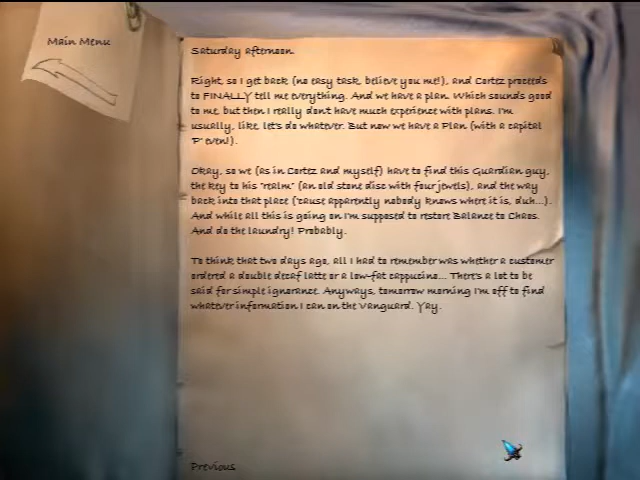 Main Menu
Saturday afternoon.
Right, so I get back (no easy task, believe you me!), and Cortez proceeds
to FINALLY tell me everything. And we have a plan. Which sounds good
to me, but then I really don't have much experience with plans. I'm
usually, like, let's do whatever. But now we have a Plan (with a capital
'P' even!).
Okay, so we (as in Cortez and myself) have to find this Guardian guy,
the key to his "realm" (an old stone disc with four jewels), and the way
back into that place ('cause apparently nobody knows where it is, duh...).
And while all this is going on I'm supposed to restore Balance to Chaos.
And do the laundry! Probably.
To think that two days ago, all I had to remember was whether a customer
ordered a double decaf latte or a low-fat cappucino... There's a lot to be
said for simple ignorance. Anyways, tomorrow morning I'm off to find
whatever information I can on the Vanguard. Yay.
Previous